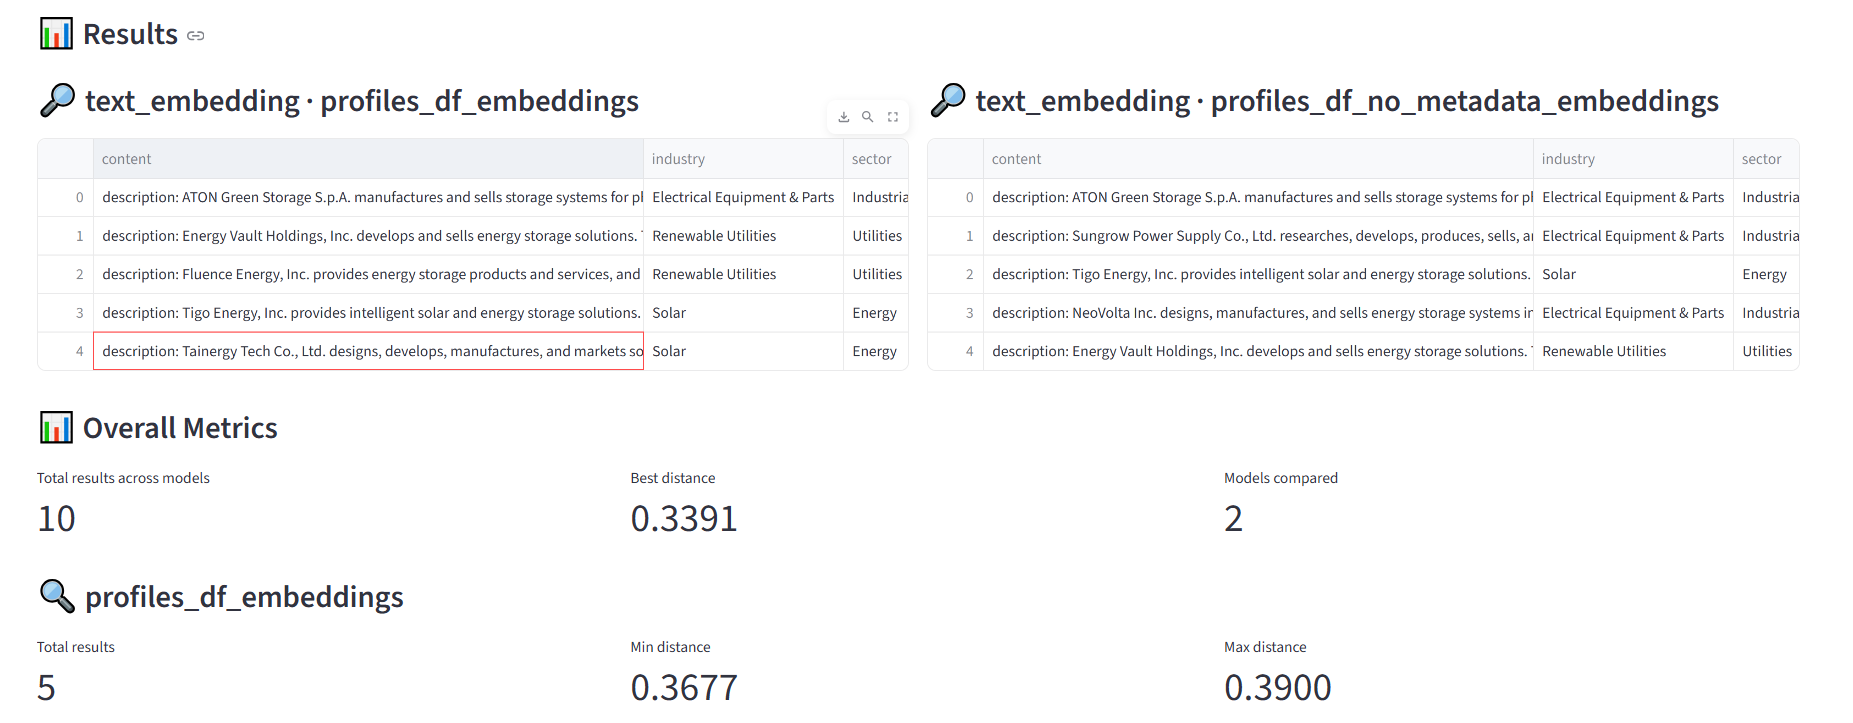 Results
text_embedding · profiles_df_embeddings
content industry sector
0 description: ATON Green Storage S.p.A. manufactures and sells storage systems for pl Electrical Equipment & Parts Industria
1 description: Energy Vault Holdings, Inc. develops and sells energy storage solutions. Renewable Utilities Utilities
2 description: Fluence Energy, Inc. provides energy storage products and services, and Renewable Utilities Utilities
3 description: Tigo Energy, Inc. provides intelligent solar and energy storage solutions. Solar Energy
4 description: Tainergy Tech Co., Ltd. designs, develops, manufactures, and markets so Solar Energy
text_embedding · profiles_df_no_metadata_embeddings
content industry sector
0 description: ATON Green Storage S.p.A. manufactures and sells storage systems for pl Electrical Equipment & Parts Industria
1 description: Sungrow Power Supply Co., Ltd. researches, develops, produces, sells, an Electrical Equipment & Parts Industria
2 description: Tigo Energy, Inc. provides intelligent solar and energy storage solutions. Solar Energy
3 description: NeoVolta Inc. designs, manufactures, and sells energy storage systems in Electrical Equipment & Parts Industria
4 description: Energy Vault Holdings, Inc. develops and sells energy storage solutions. Renewable Utilities Utilities
Overall Metrics
Total results across models Best distance Models compared
10 0.3391 2
profiles_df_embeddings
Total results Min distance Max distance
5 0.3677 0.3900